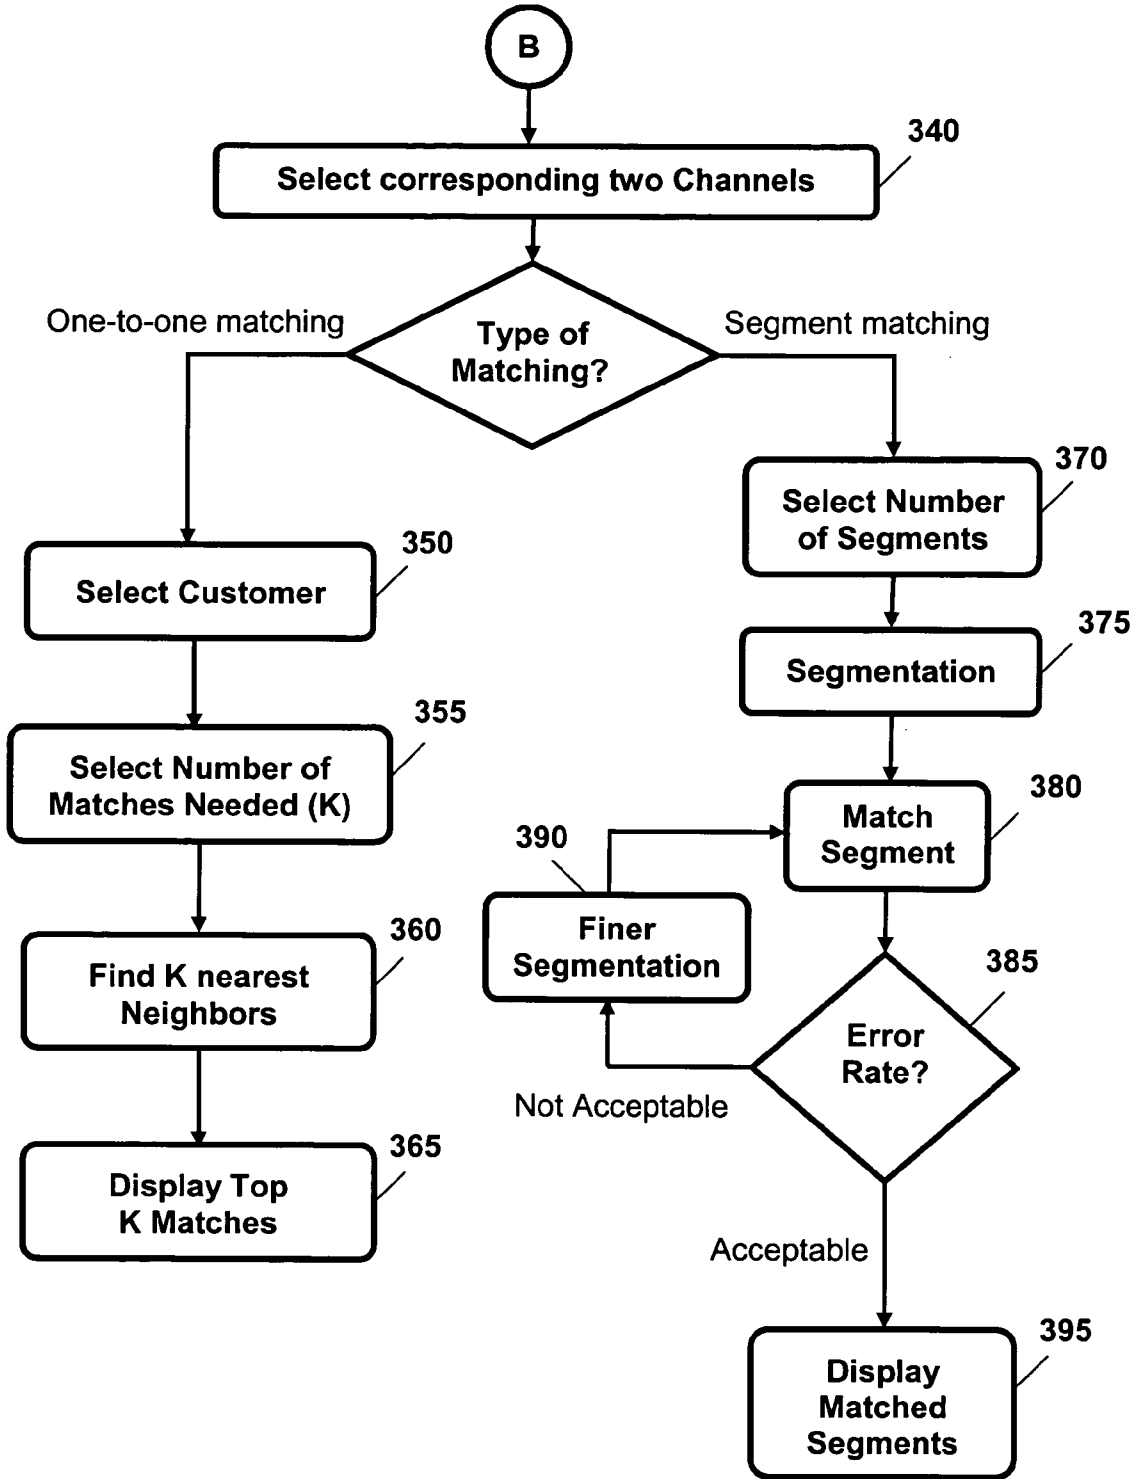 B
340
Select corresponding two Channels
One-to-one matching
Type of
Matching?
Segment matching
370
Select Number
of Segments
350
Select Customer
375
Segmentation
355
Select Number of
Matches Needed (K)
380
Match
Segment
390
Finer
Segmentation
360
Find K nearest
Neighbors
385
Error
Rate?
Not Acceptable
365
Display Top
K Matches
Acceptable
395
Display
Matched
Segments